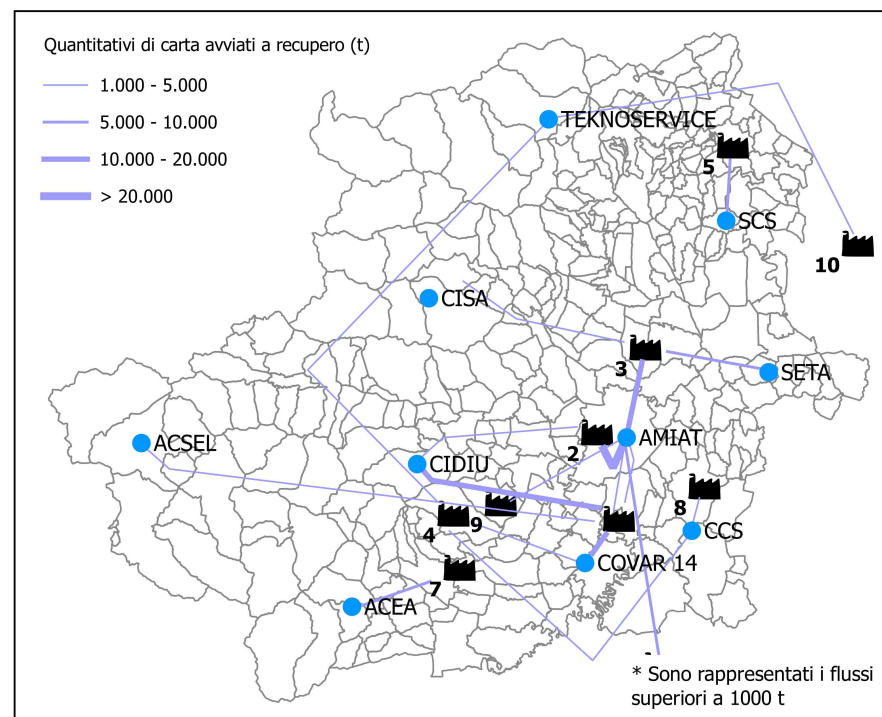 Quantitativi di carta avviati a recupero (t)
1.000 - 5.000
5.000 - 10.000
10.000 - 20.000
> 20.000
TEKNOSERVICE
5
SCS
10
CISA
3
SETA
ACSEL
2
AMIAT
CIDIU
8
4
9
CCS
COVAR 14
7
ACEA
* Sono rappresentati i flussi
superiori a 1000 t